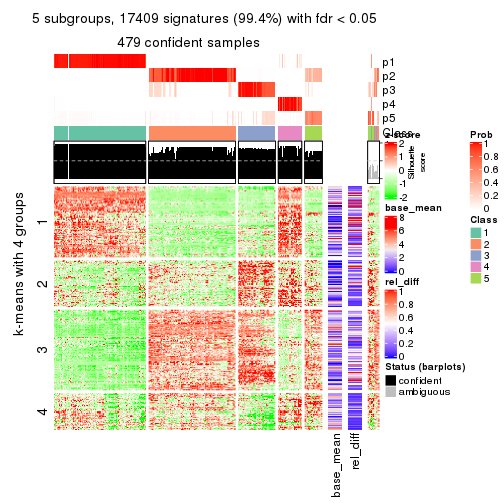 5 subgroups, 17409 signatures (99.4%) with fdr < 0.05
479 confident samples
p1
p2
p3
p4
p5
Class
k-means with 4 groups
1
2
3
4
base_mean
rel_diff
z-score
2
1
0
-1
-2
Silhouette
score
base_mean
8
6
4
2
0
rel_diff
1
0.8
0.6
0.4
0.2
0
Status (barplots)
confident
ambiguous
Prob
1
0.8
0.6
0.4
0.2
0
Class
1
2
3
4
5